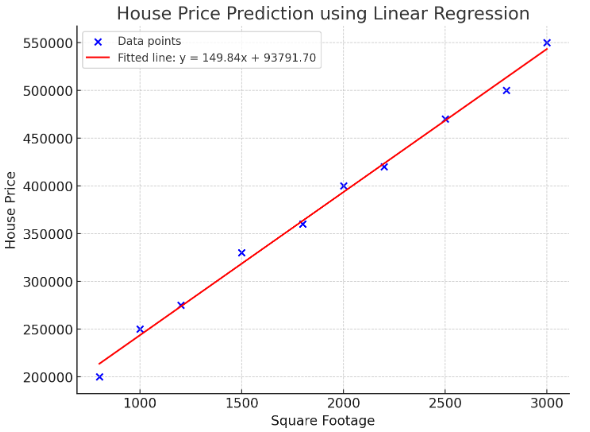 House Price Prediction using Linear Regression
Data points
Fitted line: y = 149.84x + 93791.70
550000
500000
450000
400000
350000
300000
250000
200000
House Price
1000 1500 2000 2500 3000
Square Footage